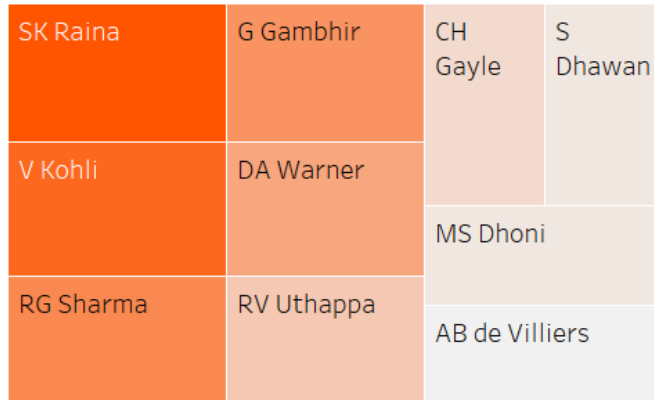 SK Raina
G Gambhir
CH
Gayle
S
Dhawan
V Kohli
DA Warner
MS Dhoni
RG Sharma
RV Uthappa
AB de Villiers